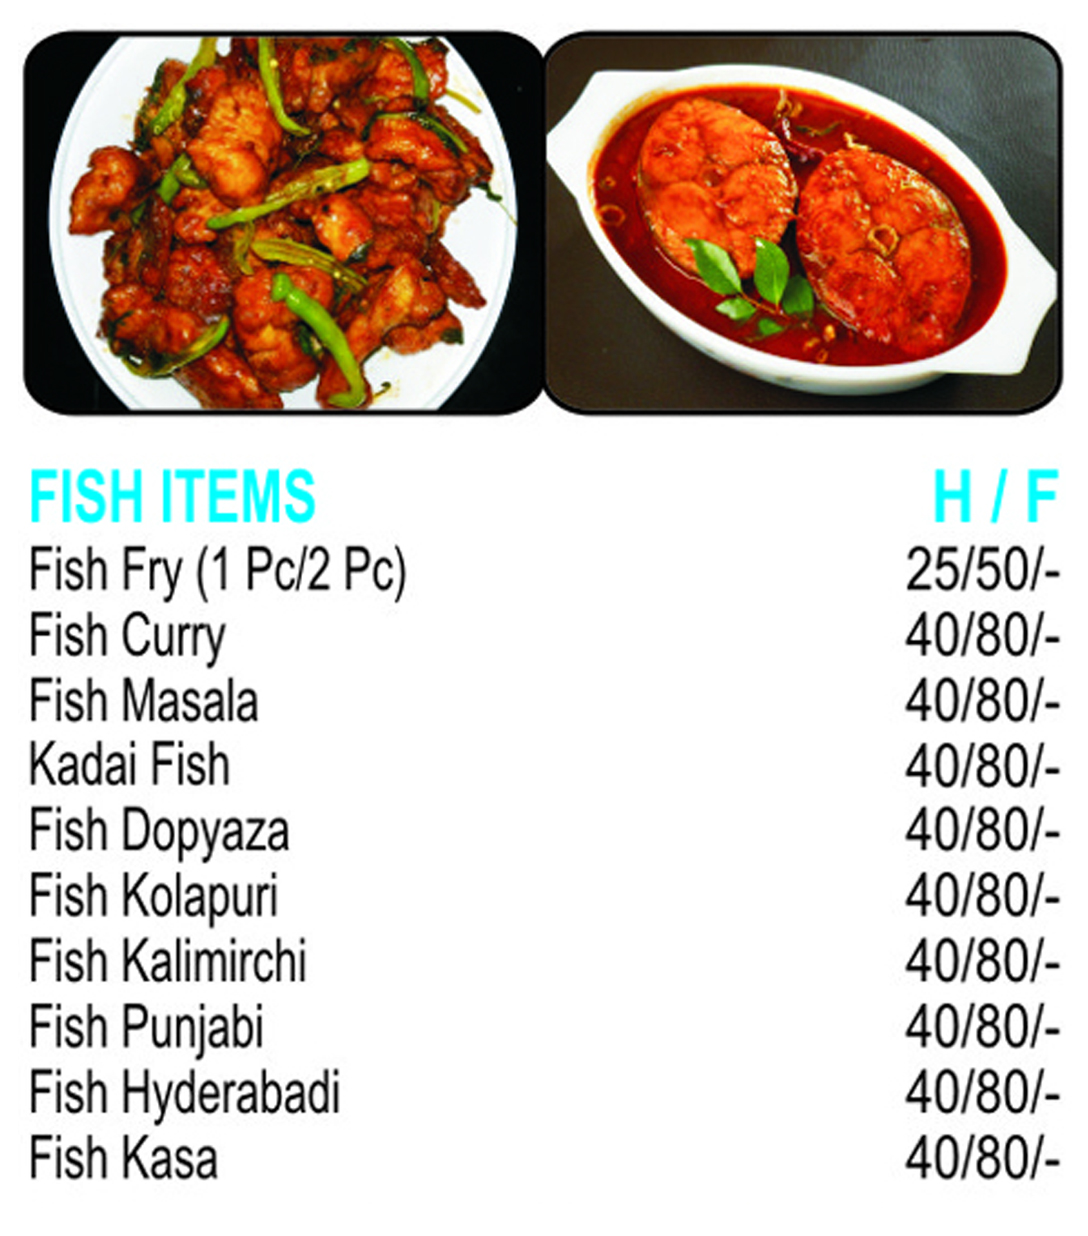 FISH ITEMS H / F
Fish Fry (1 Pc/2 Pc) 25/50/-
Fish Curry 40/80/-
Fish Masala 40/80/-
Kadai Fish 40/80/-
Fish Dopyaza 40/80/-
Fish Kolapuri 40/80/-
Fish Kalimirchi 40/80/-
Fish Punjabi 40/80/-
Fish Hyderabadi 40/80/-
Fish Kasa 40/80/-